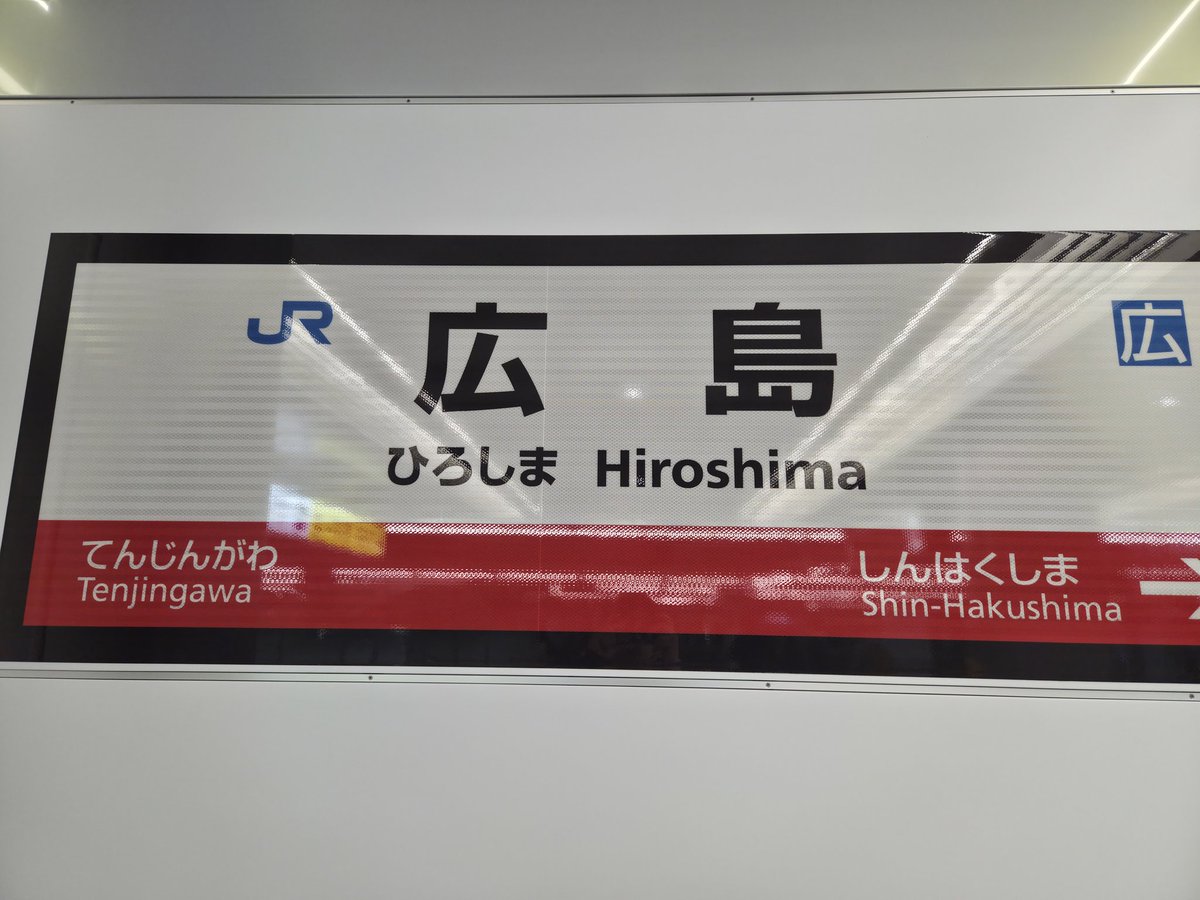 JR 広島 広
ひろしま Hiroshima
てんじんがわ しんはくしま
Tenjingawa Shin-Hakushima